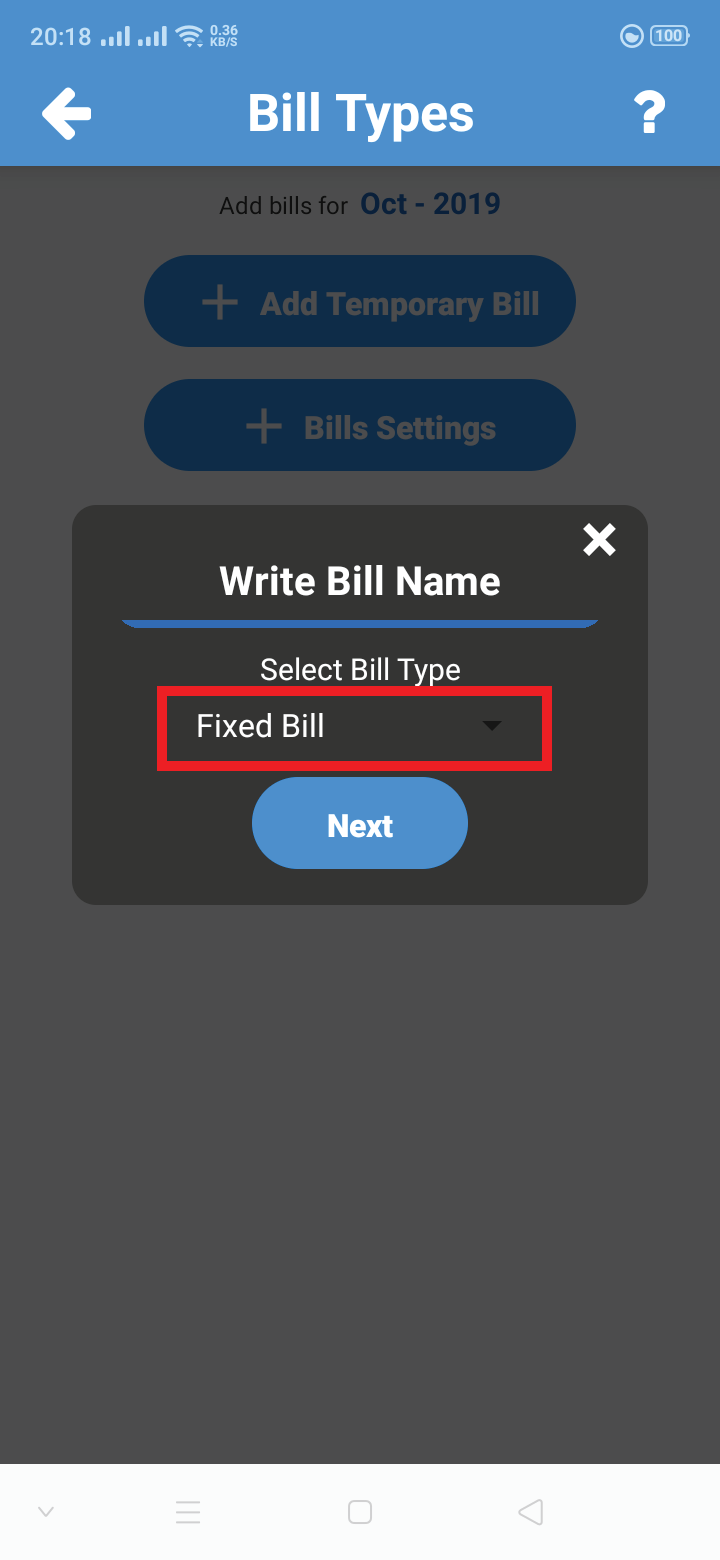 20:18 0.36 KB/S 100
Bill Types ?
Add bills for Oct - 2019
+ Add Temporary Bill
+ Bills Settings
Write Bill Name
Select Bill Type
Fixed Bill
Next